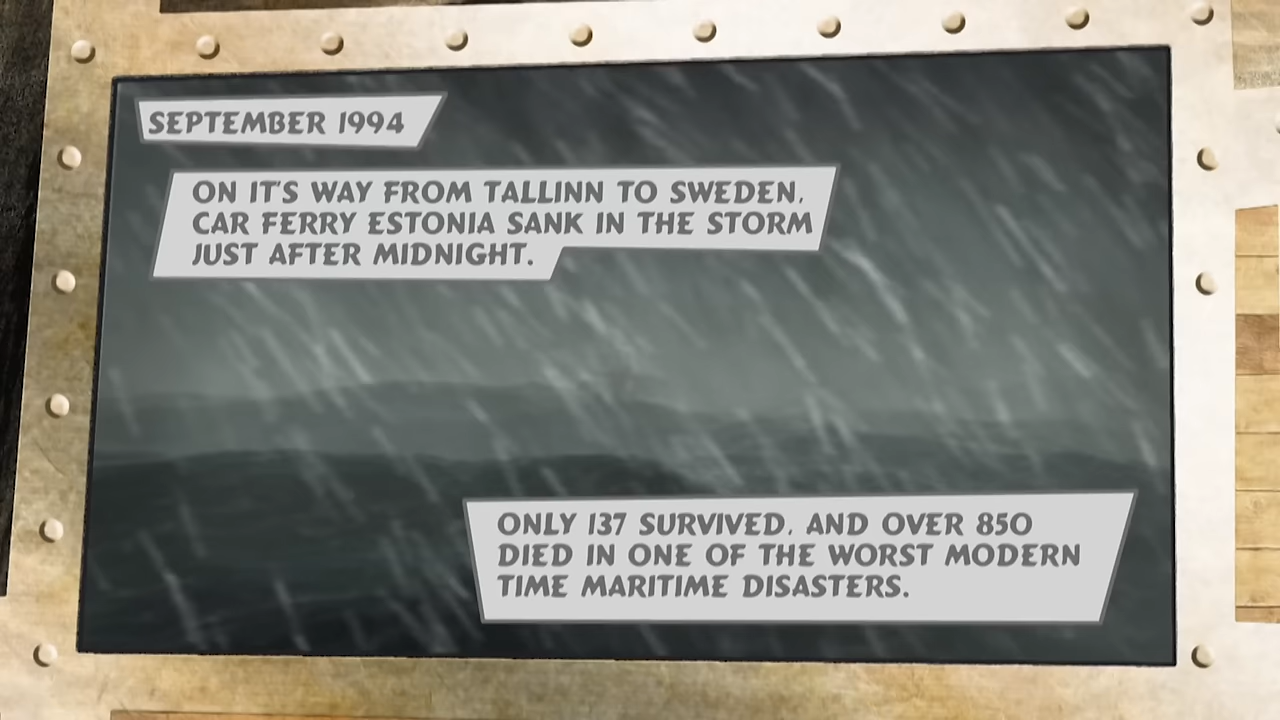 SEPTEMBER 1994
ON IT'S WAY FROM TALLINN TO SWEDEN,
CAR FERRY ESTONIA SANK IN THE STORM
JUST AFTER MIDNIGHT.
ONLY 137 SURVIVED, AND OVER 850
DIED IN ONE OF THE WORST MODERN
TIME MARITIME DISASTERS.